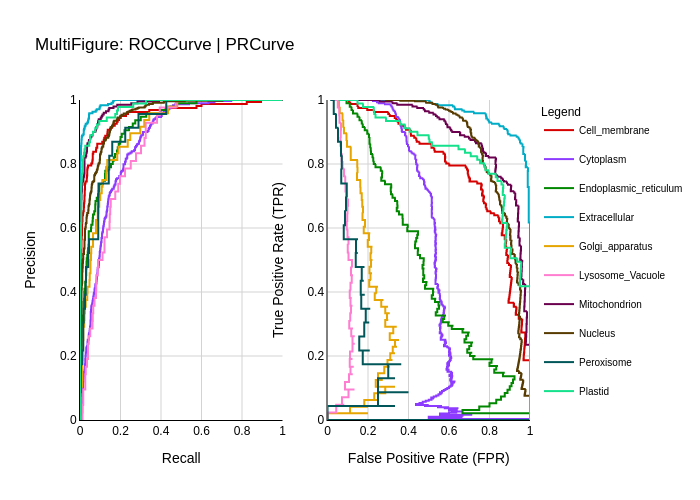 MultiFigure: ROCCurve | PRCurve
1
0.8
0.6
0.4
0.2
0
0
0.2
0.4
0.6
0.8
1
Precision
Recall
1
0.8
0.6
0.4
0.2
0
0
0.2
0.4
0.6
0.8
1
True Positive Rate (TPR)
False Positive Rate (FPR)
Legend
Cell_membrane
Cytoplasm
Endoplasmic_reticulum
Extracellular
Golgi_apparatus
Lysosome_Vacuole
Mitochondrion
Nucleus
Peroxisome
Plastid